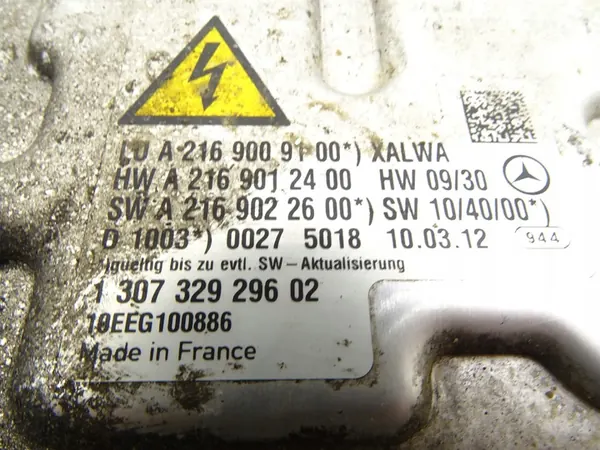 LU A 216 900 91 00*) XALWA
HW A 216 901 24 00 HW 09/30
SW A 216 902 26 00*) SW 10/40/00*)
D 1003*) 00275018 10.03.12 944
*)gueltig bis zu evtl. SW-Aktualisierung
1 307 329 296 02
10EEG100886
Made in France